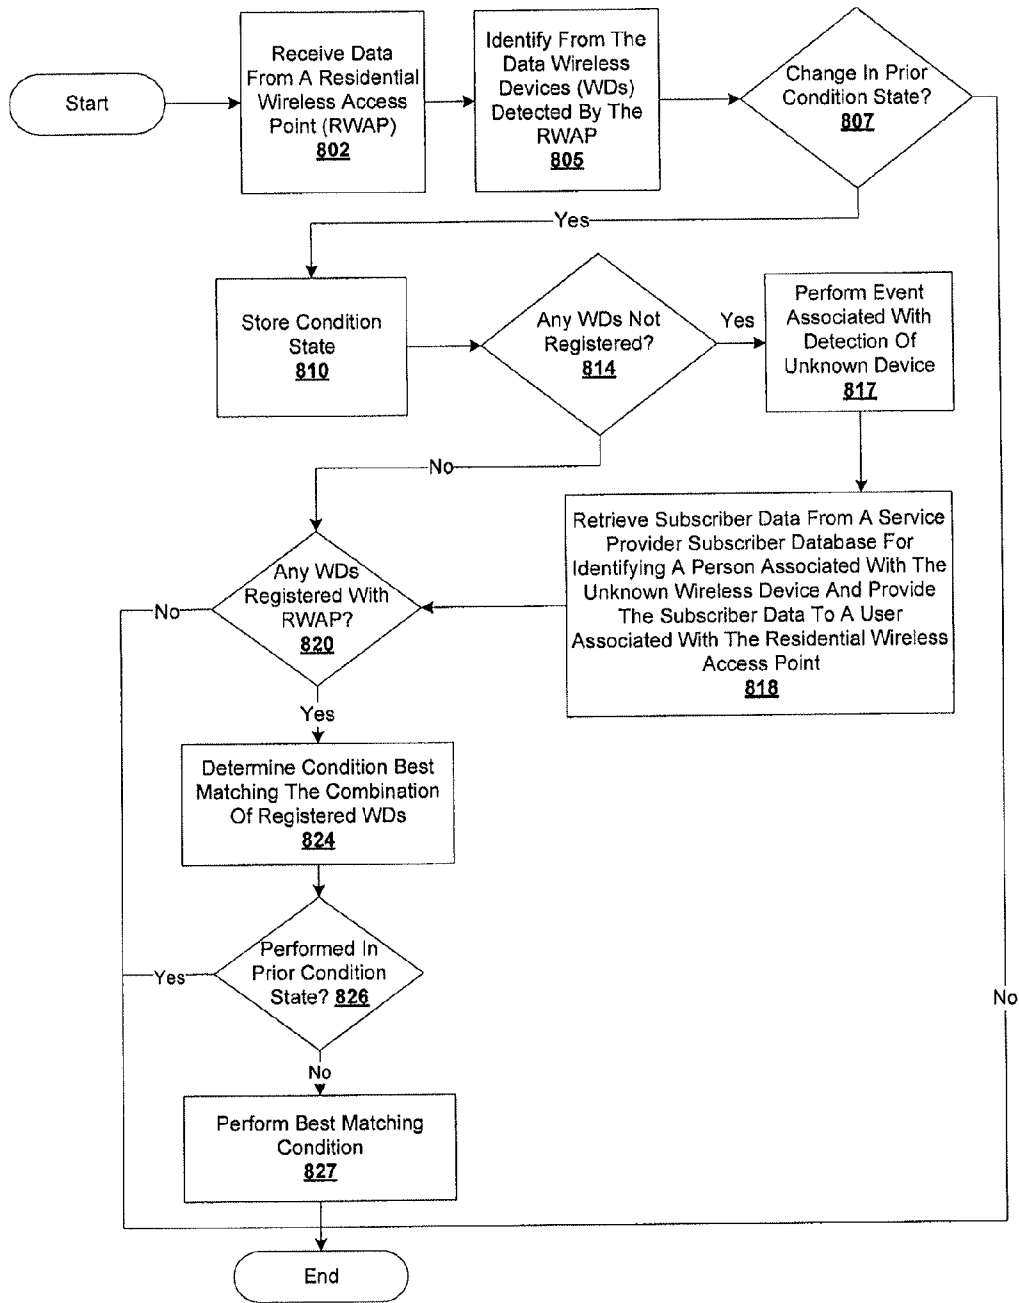 Start
Receive Data
From A Residential
Wireless Access
Point (RWAP)
802
Identify From The
Data Wireless
Devices (WDs)
Detected By The
RWAP
805
Change In Prior
Condition State?
807
Yes
Store Condition
State
810
Any WDs Not
Registered?
814
Yes
Perform Event
Associated With
Detection Of
Unknown Device
817
No
Retrieve Subscriber Data From A Service
Provider Subscriber Database For
Identifying A Person Associated With The
Unknown Wireless Device And Provide
The Subscriber Data To A User
Associated With The Residential Wireless
Access Point
818
Any WDs
Registered With
RWAP?
820
No
Yes
Determine Condition Best
Matching The Combination
Of Registered WDs
824
Performed In
Prior Condition
State? 826
Yes
No
No
Perform Best Matching
Condition
827
End